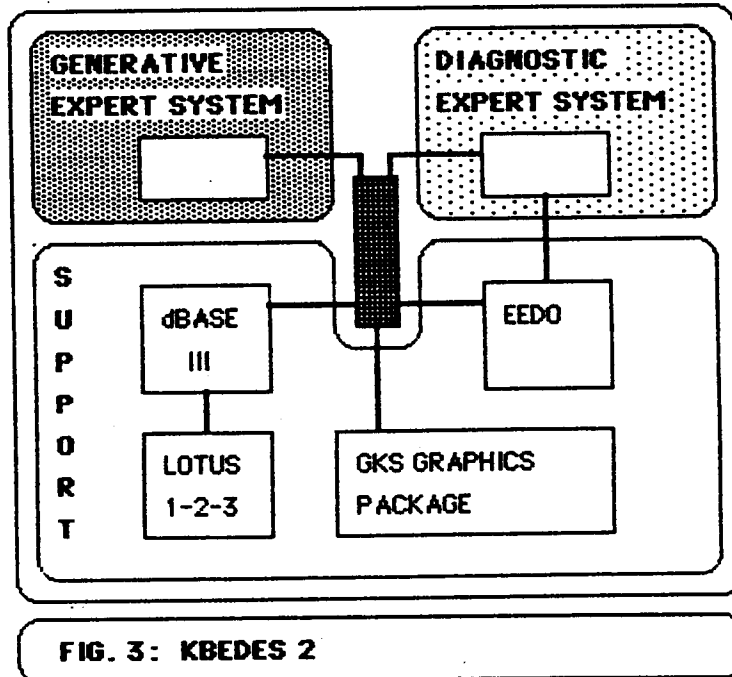 GENERATIVE
EXPERT SYSTEM
DIAGNOSTIC
EXPERT SYSTEM
SUPPORT
dBASE
III
EEDO
LOTUS
1-2-3
GKS GRAPHICS
PACKAGE
FIG. 3: KBEDES 2